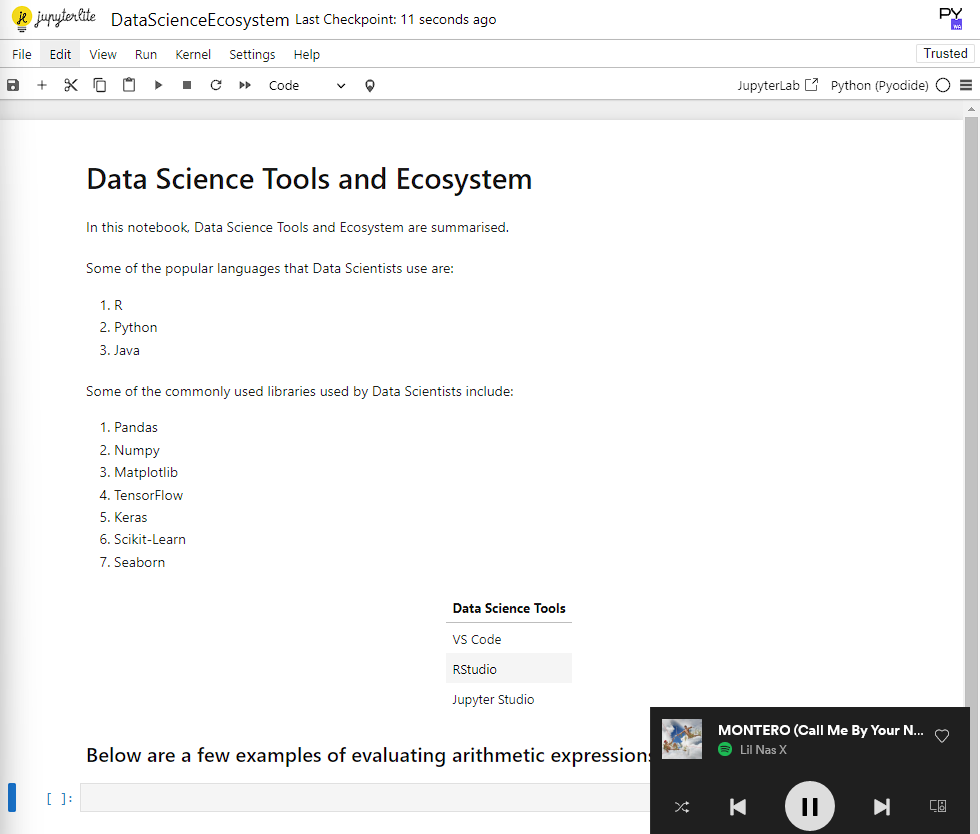 jupyterlite DataScienceEcosystem Last Checkpoint: 11 seconds ago
PY
WA
File Edit View Run Kernel Settings Help
Trusted
Code
JupyterLab Python (Pyodide)
Data Science Tools and Ecosystem
In this notebook, Data Science Tools and Ecosystem are summarised.
Some of the popular languages that Data Scientists use are:
1. R
2. Python
3. Java
Some of the commonly used libraries used by Data Scientists include:
1. Pandas
2. Numpy
3. Matplotlib
4. TensorFlow
5. Keras
6. Scikit-Learn
7. Seaborn
Data Science Tools
VS Code
RStudio
Jupyter Studio
Below are a few examples of evaluating arithmetic expressions
[ ]:
MONTERO (Call Me By Your N...
Lil Nas X